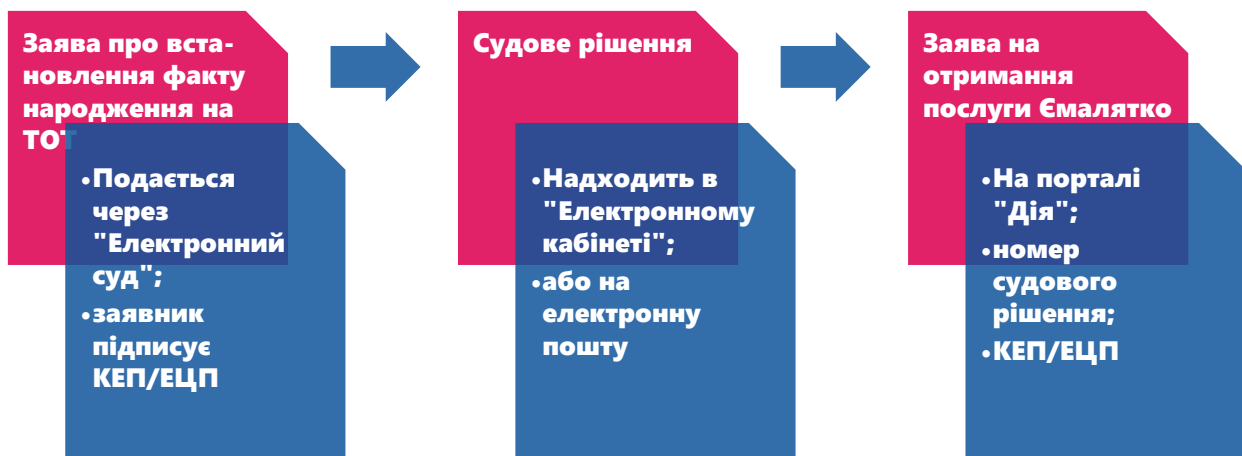 Заява про вста-
новлення факту
народження на
ТОТ
•Подається
через
"Електронний
суд";
•заявник
підписує
КЕП/ЕЦП
Судове рішення
•Надходить в
"Електронному
кабінеті";
•або на
електронну
пошту
Заява на
отримання
послуги Ємалятко
•На порталі
"Дія";
•номер
судового
рішення;
•КЕП/ЕЦП